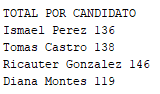 TOTAL POR CANDIDATO
Ismael Perez 136
Tomas Castro 138
Ricauter Gonzalez 146
Diana Montes 119